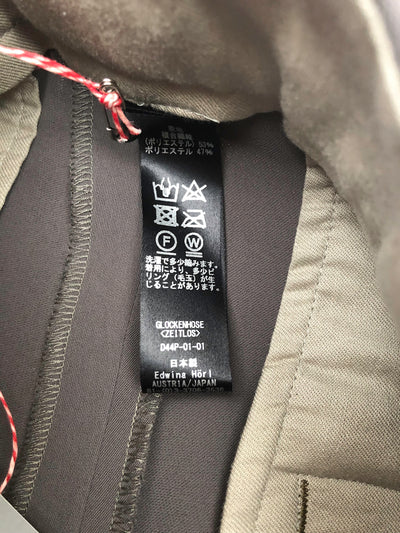 複合繊維
(ポリエステル) 53%
ポリエステル 47%
F W
洗濯で多少縮みます。
着用により、多少ピ
リング(毛玉)が生
じることがあります。
GLOCKENHOSE
<ZEITLOS>
D44P-01-01
日本製
Edwina Hörl
AUSTRIA/JAPAN